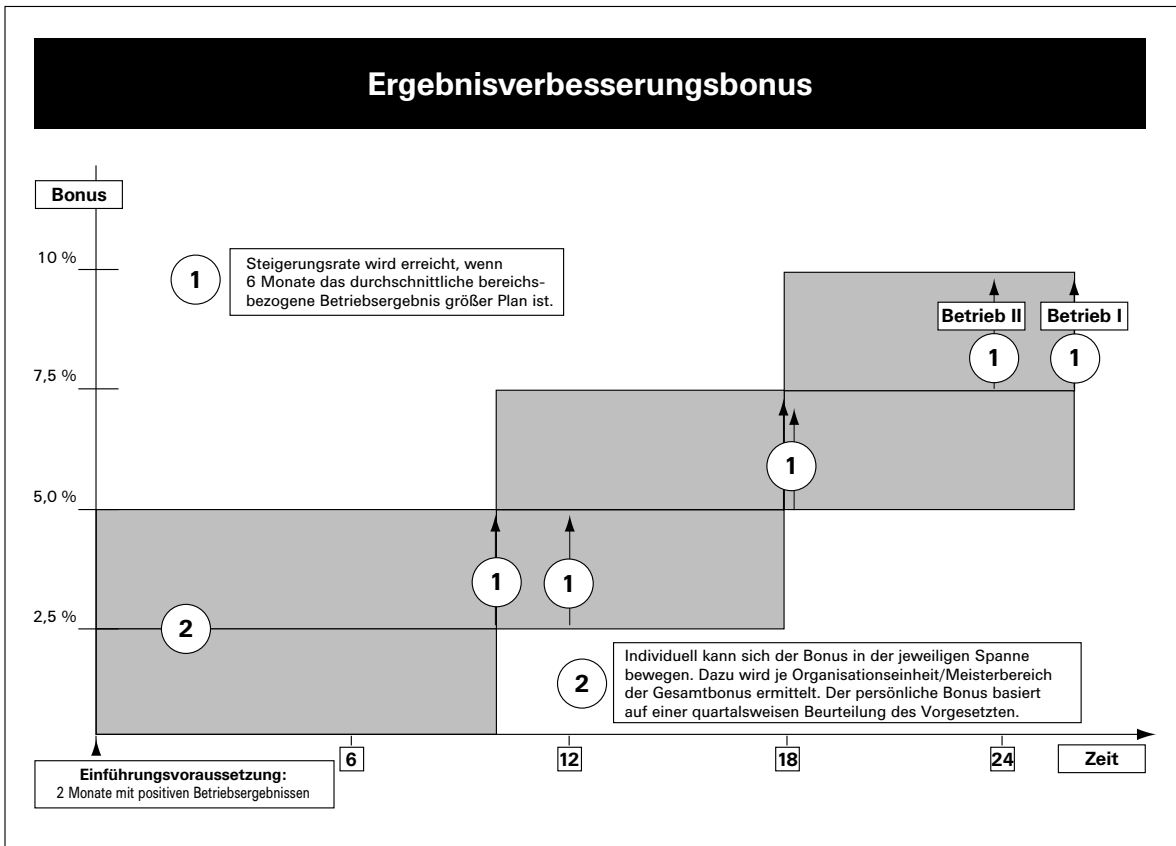 Ergebnisverbesserungsbonus
Bonus
10 %
1
Steigerungsrate wird erreicht, wenn
6 Monate das durchschnittliche bereichs-
bezogene Betriebsergebnis größer Plan ist.
Betrieb II
Betrieb I
1
1
7,5 %
1
5,0 %
1
1
2,5 %
2
2
Individuell kann sich der Bonus in der jeweiligen Spanne
bewegen. Dazu wird je Organisationseinheit/Meisterbereich
der Gesamtbonus ermittelt. Der persönliche Bonus basiert
auf einer quartalsweisen Beurteilung des Vorgesetzten.
6
12
18
24
Zeit
Einführungsvoraussetzung:
2 Monate mit positiven Betriebsergebnissen